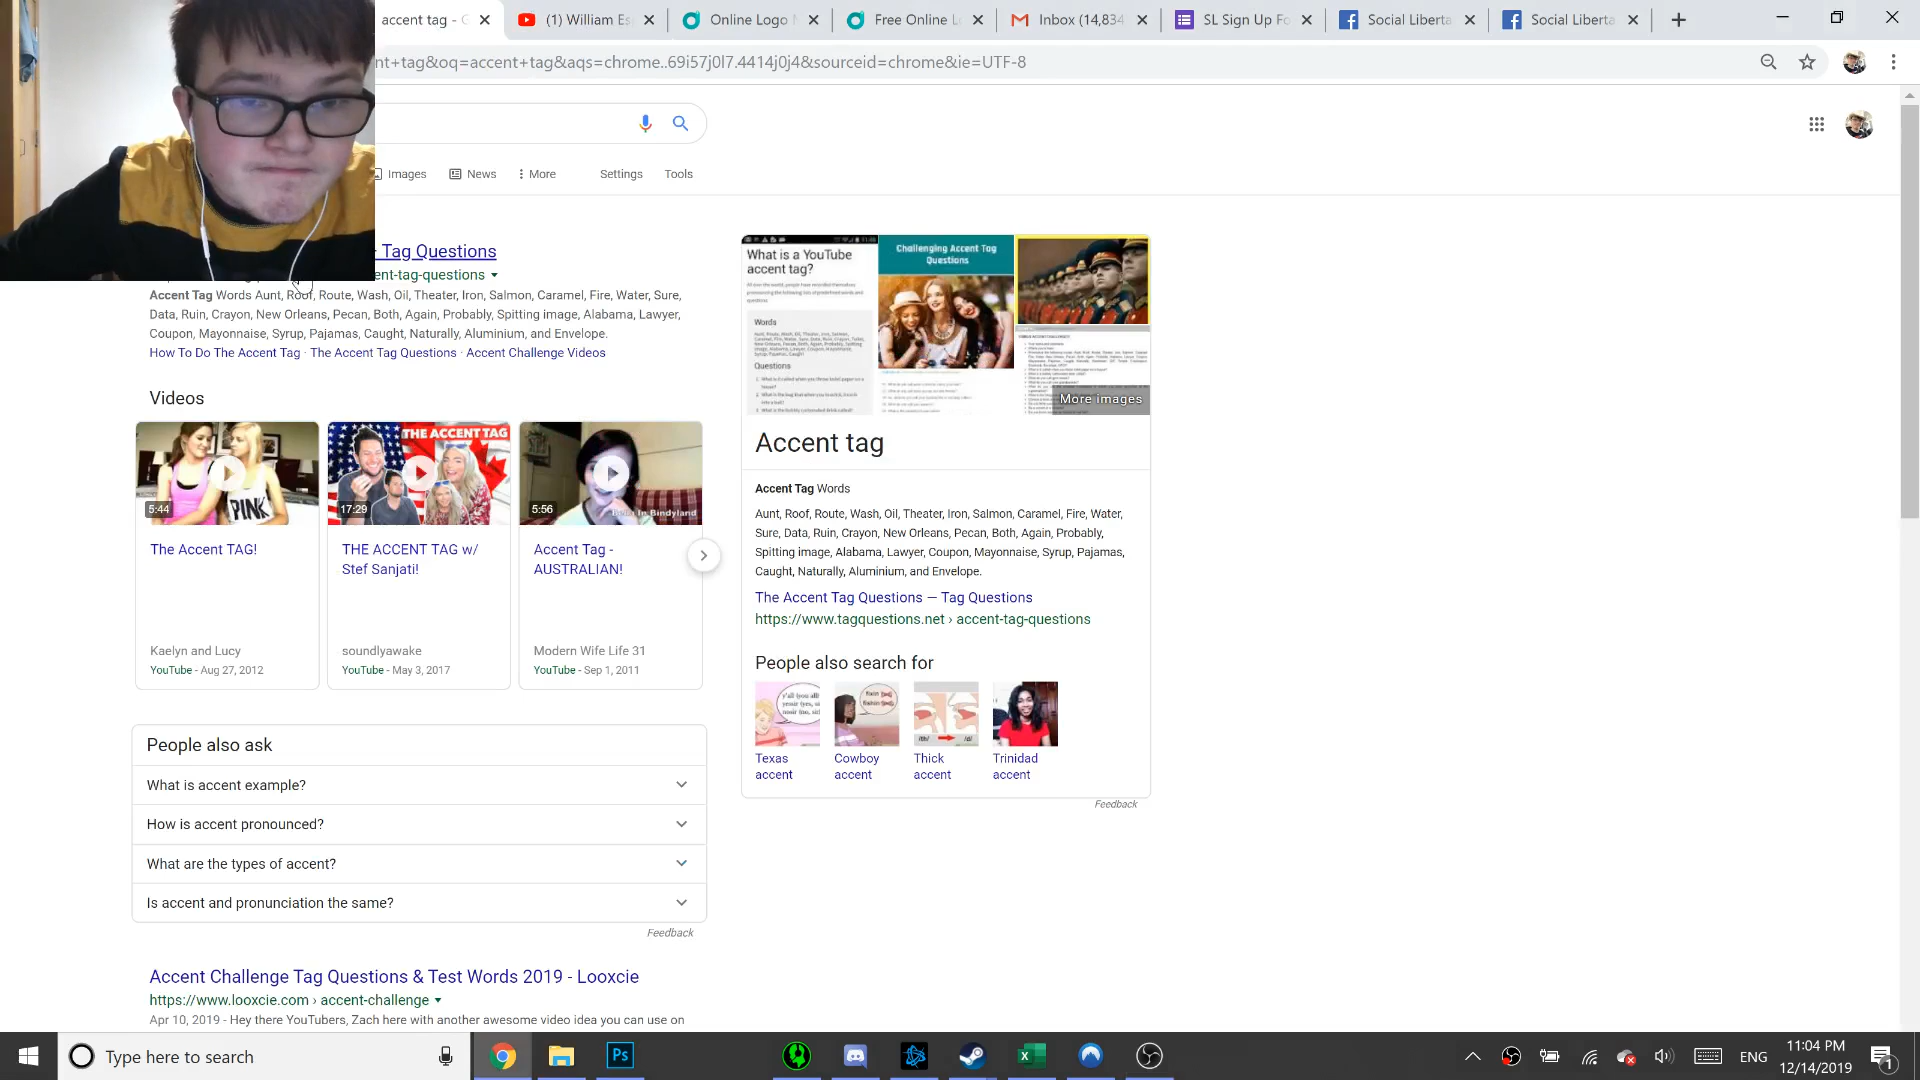 accent tag - G
(1) William Es
Online Logo
Free Online L
Inbox (14,834
SL Sign Up Fo
Social Liberta
Social Liberta
nt+tag&oq=accent+tag&aqs=chrome..69i57j0l7.4414j0j4&sourceid=chrome&ie=UTF-8
Images
News
More
Settings
Tools
Tag Questions
ent-tag-questions
Accent Tag Words Aunt, Roof, Route, Wash, Oil, Theater, Iron, Salmon, Caramel, Fire, Water, Sure,
Data, Ruin, Crayon, New Orleans, Pecan, Both, Again, Probably, Spitting image, Alabama, Lawyer,
Coupon, Mayonnaise, Syrup, Pajamas, Caught, Naturally, Aluminium, and Envelope.
How To Do The Accent Tag · The Accent Tag Questions · Accent Challenge Videos
Videos
5:44
PINK
The Accent TAG!
Kaelyn and Lucy
YouTube - Aug 27, 2012
THE ACCENT TAG
17:29
THE ACCENT TAG w/
Stef Sanjati!
soundlyawake
YouTube - May 3, 2017
5:56
Accent Tag -
AUSTRALIAN!
Modern Wife Life 31
YouTube - Sep 1, 2011
People also ask
What is accent example?
How is accent pronounced?
What are the types of accent?
Is accent and pronunciation the same?
Feedback
Accent Challenge Tag Questions & Test Words 2019 - Looxcie
https://www.looxcie.com › accent-challenge
Apr 10, 2019 - Hey there YouTubers, Zach here with another awesome video idea you can use on
What is a YouTube
accent tag?
Words
Questions
Challenging Accent Tag
Questions
More images
Accent tag
Accent Tag Words
Aunt, Roof, Route, Wash, Oil, Theater, Iron, Salmon, Caramel, Fire, Water,
Sure, Data, Ruin, Crayon, New Orleans, Pecan, Both, Again, Probably,
Spitting image, Alabama, Lawyer, Coupon, Mayonnaise, Syrup, Pajamas,
Caught, Naturally, Aluminium, and Envelope.
The Accent Tag Questions — Tag Questions
https://www.tagquestions.net › accent-tag-questions
People also search for
Texas
accent
Cowboy
accent
Thick
accent
Trinidad
accent
Feedback
Type here to search
Ps
ENG
11:04 PM
12/14/2019
1